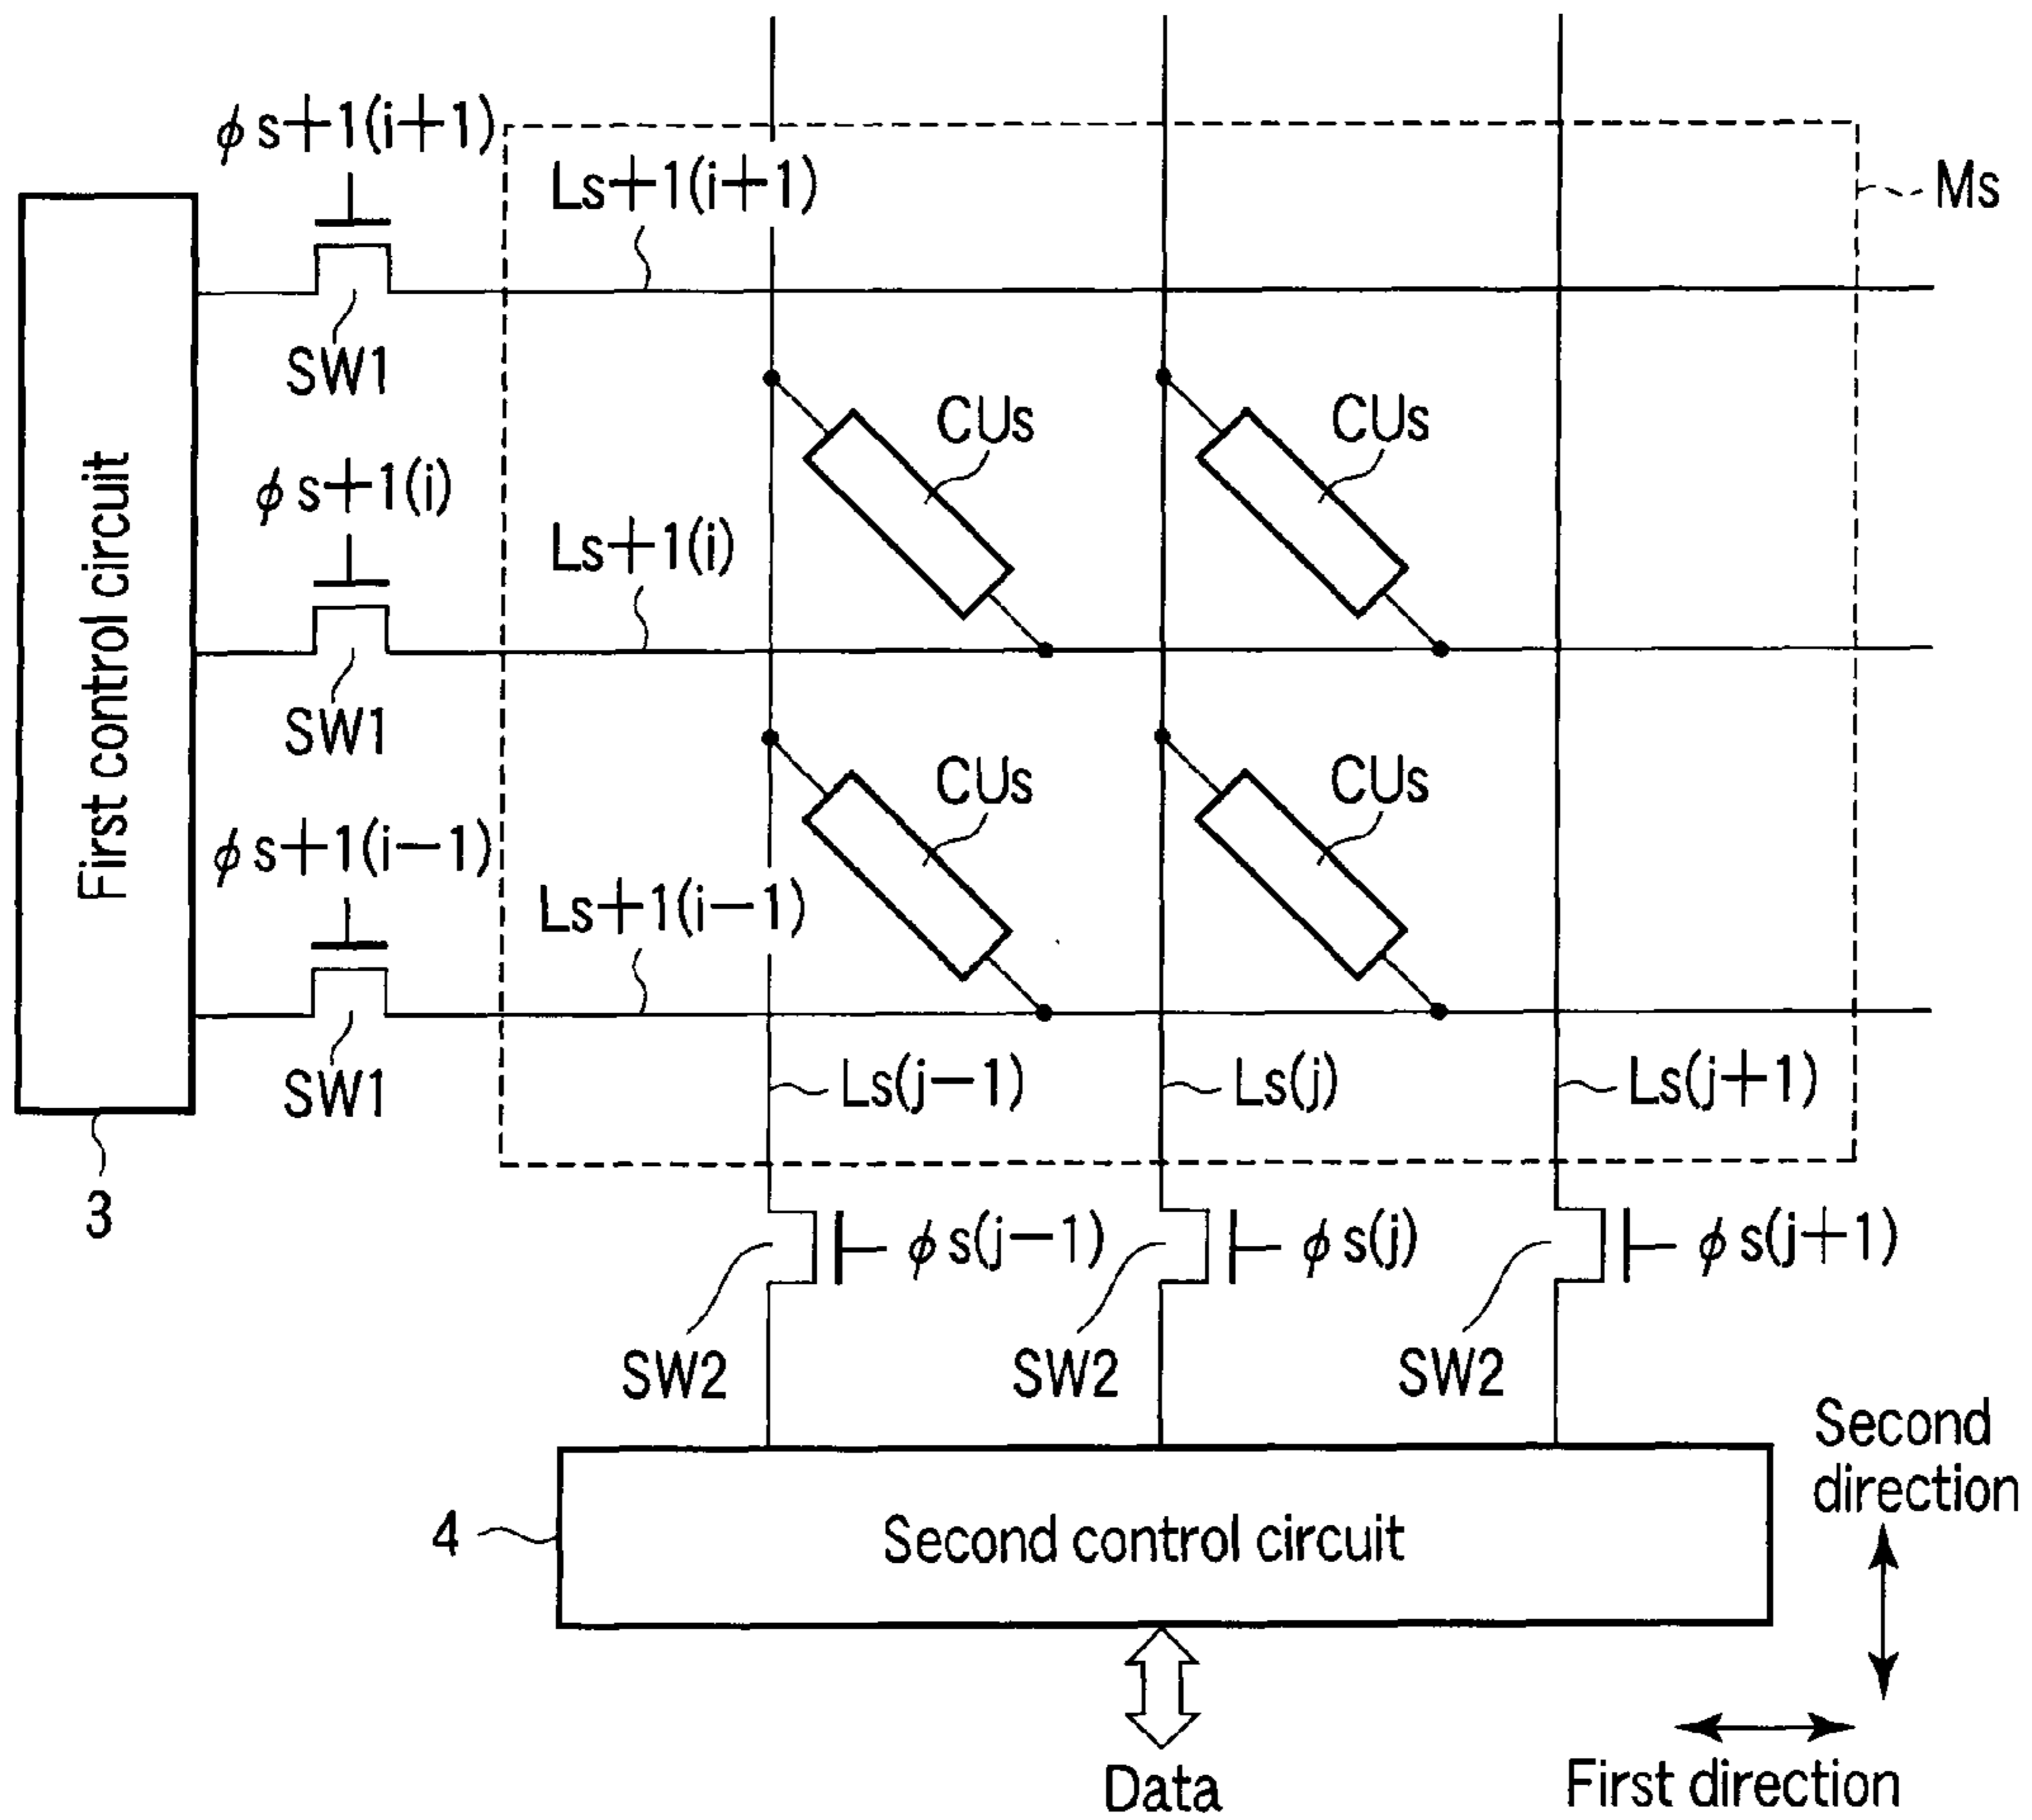 ϕs+1(i+1)
Ls+1(i+1)
Ms
SW1
CUs
CUs
First control circuit
ϕs+1(i)
Ls+1(i)
SW1
CUs
CUs
ϕs+1(i−1)
Ls+1(i−1)
SW1
Ls(j−1)
Ls(j)
Ls(j+1)
3
ϕs(j−1)
ϕs(j)
ϕs(j+1)
SW2
SW2
SW2
Second
direction
4
Second control circuit
Data
First direction